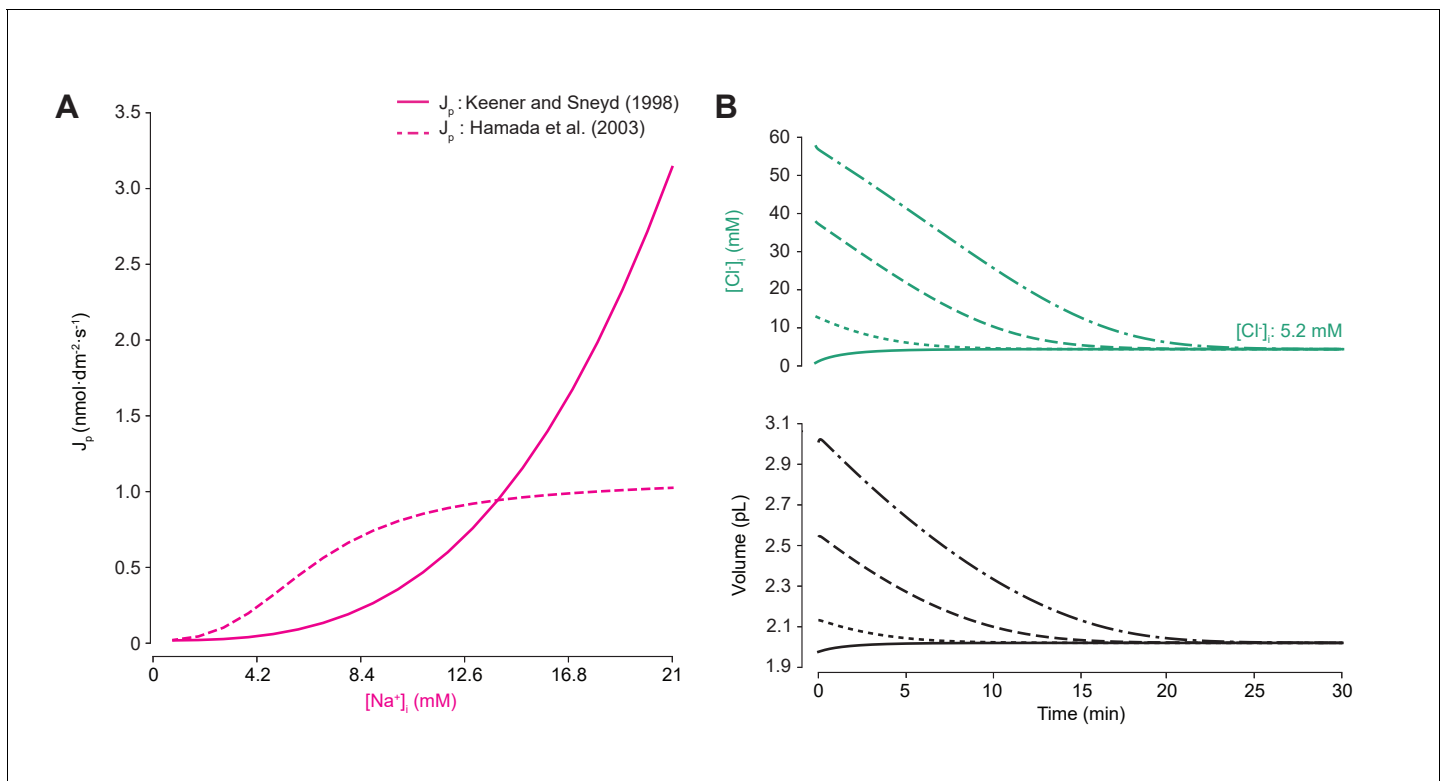 A
J_p : Keener and Sneyd (1998)
J_p : Hamada et al. (2003)
3.5
3.0
2.5
2.0
1.5
1.0
0.5
0
J_p (nmol·dm⁻²·s⁻¹)
0 4.2 8.4 12.6 16.8 21
[Na⁺]ᵢ (mM)
B
60
50
40
30
20
10
0
[Cl⁻]ᵢ (mM)
[Cl⁻]ᵢ: 5.2 mM
3.1
2.9
2.7
2.5
2.3
2.1
1.9
Volume (pL)
0 5 10 15 20 25 30
Time (min)